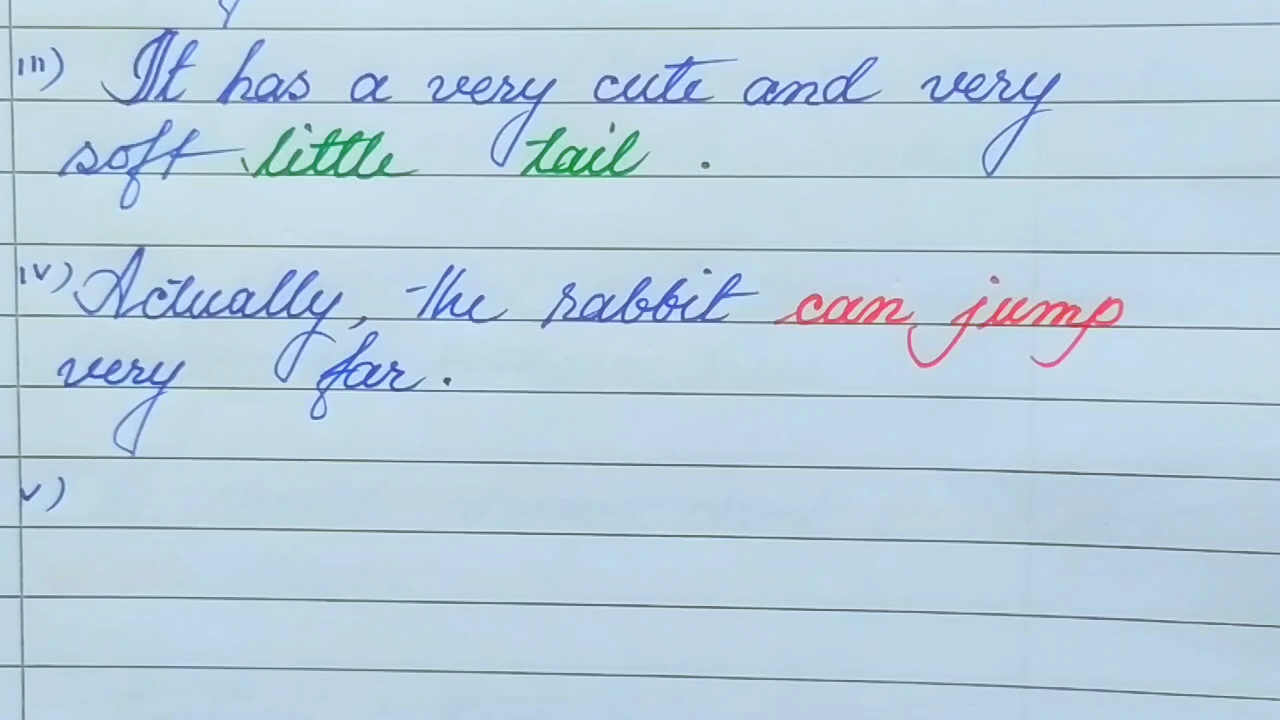 iii) It has a very cute and very
soft little tail .
iv) Actually, the rabbit can jump
very far.
v)